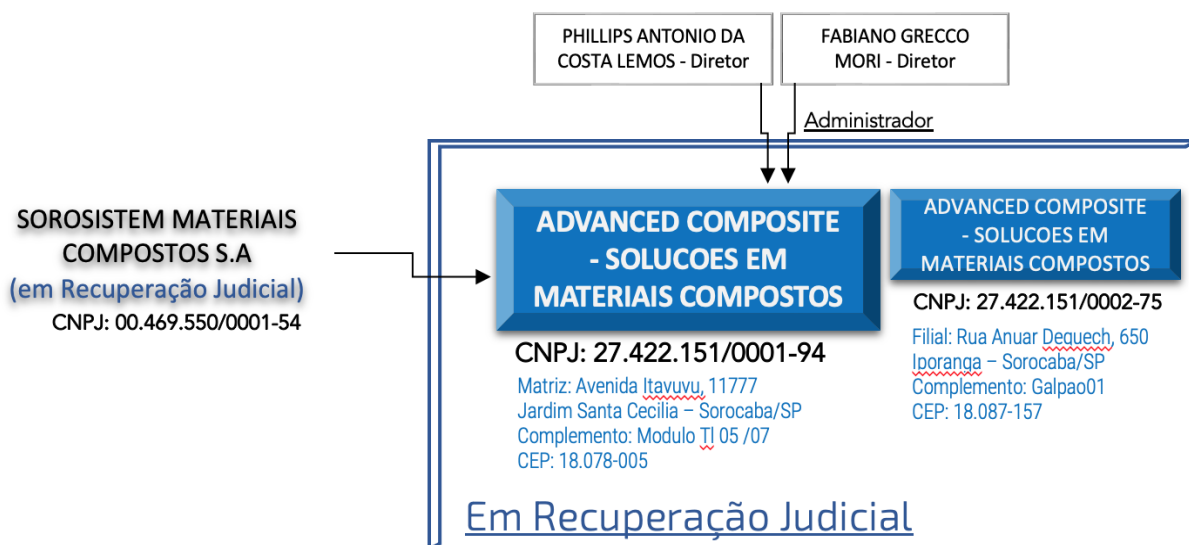 PHILLIPS ANTONIO DA
COSTA LEMOS - Diretor
FABIANO GRECCO
MORI - Diretor
Administrador
SOROSISTEM MATERIAIS
COMPOSTOS S.A
(em Recuperação Judicial)
CNPJ: 00.469.550/0001-54
ADVANCED COMPOSITE
- SOLUCOES EM
MATERIAIS COMPOSTOS
CNPJ: 27.422.151/0001-94
Matriz: Avenida Itavuvu, 11777
Jardim Santa Cecilia – Sorocaba/SP
Complemento: Modulo Tl 05 /07
CEP: 18.078-005
ADVANCED COMPOSITE
- SOLUCOES EM
MATERIAIS COMPOSTOS
CNPJ: 27.422.151/0002-75
Filial: Rua Anuar Dequech, 650
Iporanga – Sorocaba/SP
Complemento: Galpao01
CEP: 18.087-157
Em Recuperação Judicial